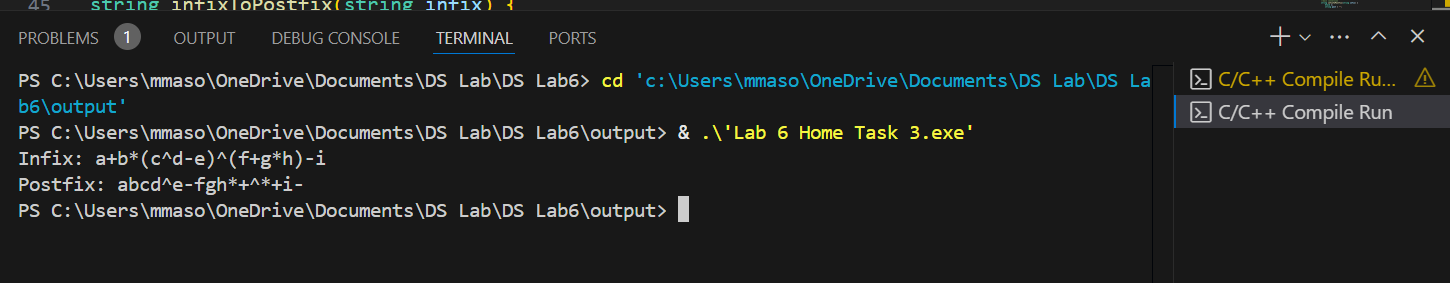 45 string infixToPostfix(string infix) {
PROBLEMS 1 OUTPUT DEBUG CONSOLE TERMINAL PORTS
PS C:\Users\mmaso\OneDrive\Documents\DS Lab\DS Lab6> cd 'c:\Users\mmaso\OneDrive\Documents\DS Lab\DS La
b6\output'
PS C:\Users\mmaso\OneDrive\Documents\DS Lab\DS Lab6\output> & .\'Lab 6 Home Task 3.exe'
Infix: a+b*(c^d-e)^(f+g*h)-i
Postfix: abcd^e-fgh*+^*+i-
PS C:\Users\mmaso\OneDrive\Documents\DS Lab\DS Lab6\output>
C/C++ Compile Ru...
C/C++ Compile Run